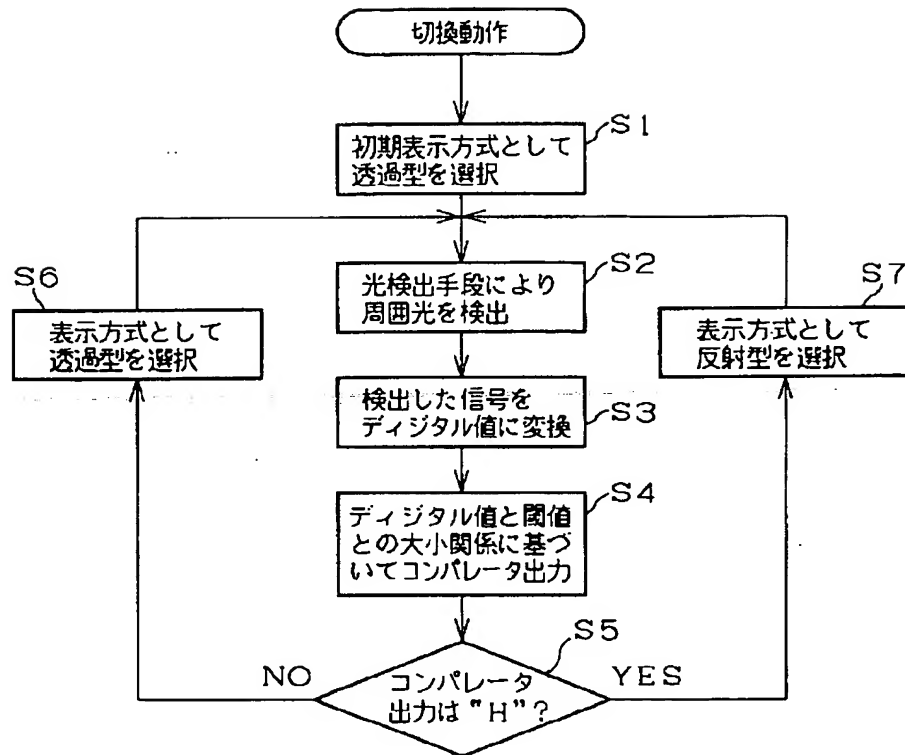 切換動作
S1
初期表示方式として
透過型を選択
S2
光検出手段により
周囲光を検出
S6
表示方式として
透過型を選択
S7
表示方式として
反射型を選択
検出した信号を
ディジタル値に変換
S3
S4
ディジタル値と閾値
との大小関係に基づ
いてコンパレータ出力
S5
NO
コンパレータ
出力は"H"?
YES